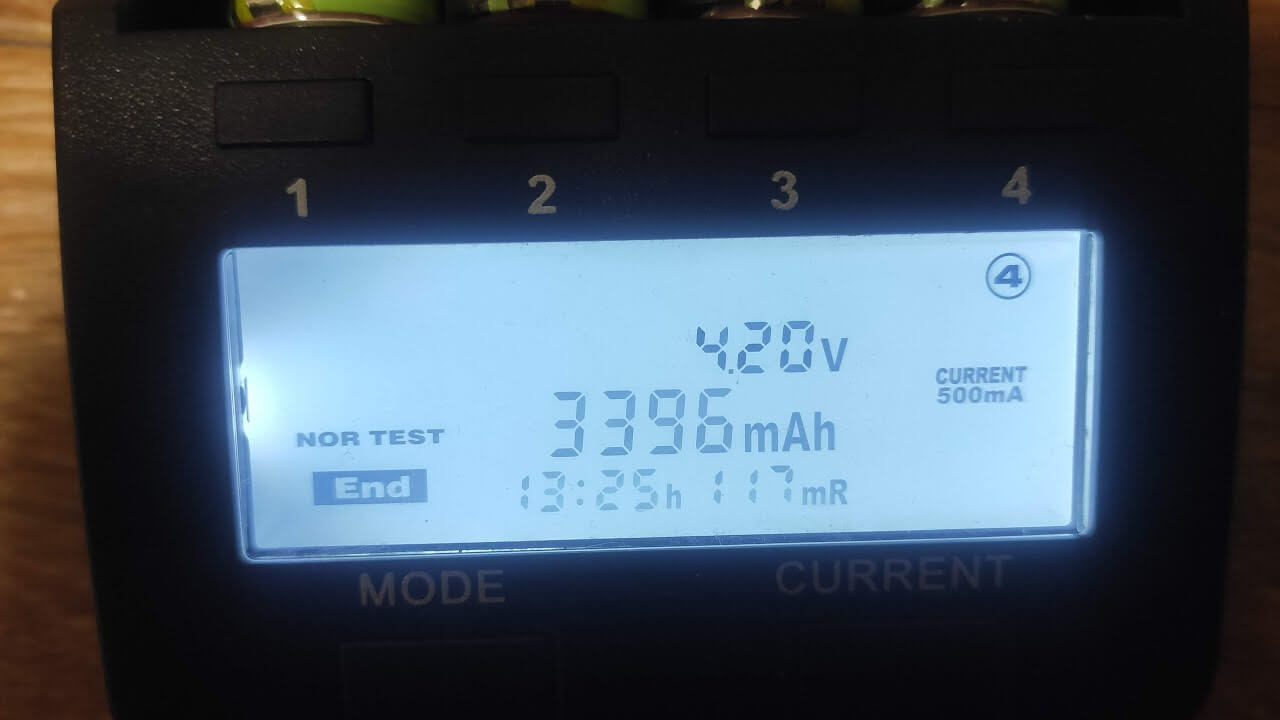 1 2 3 4
4
4.20V
CURRENT
500mA
3396mAh
NOR TEST
End
13:25h 117mR
MODE CURRENT